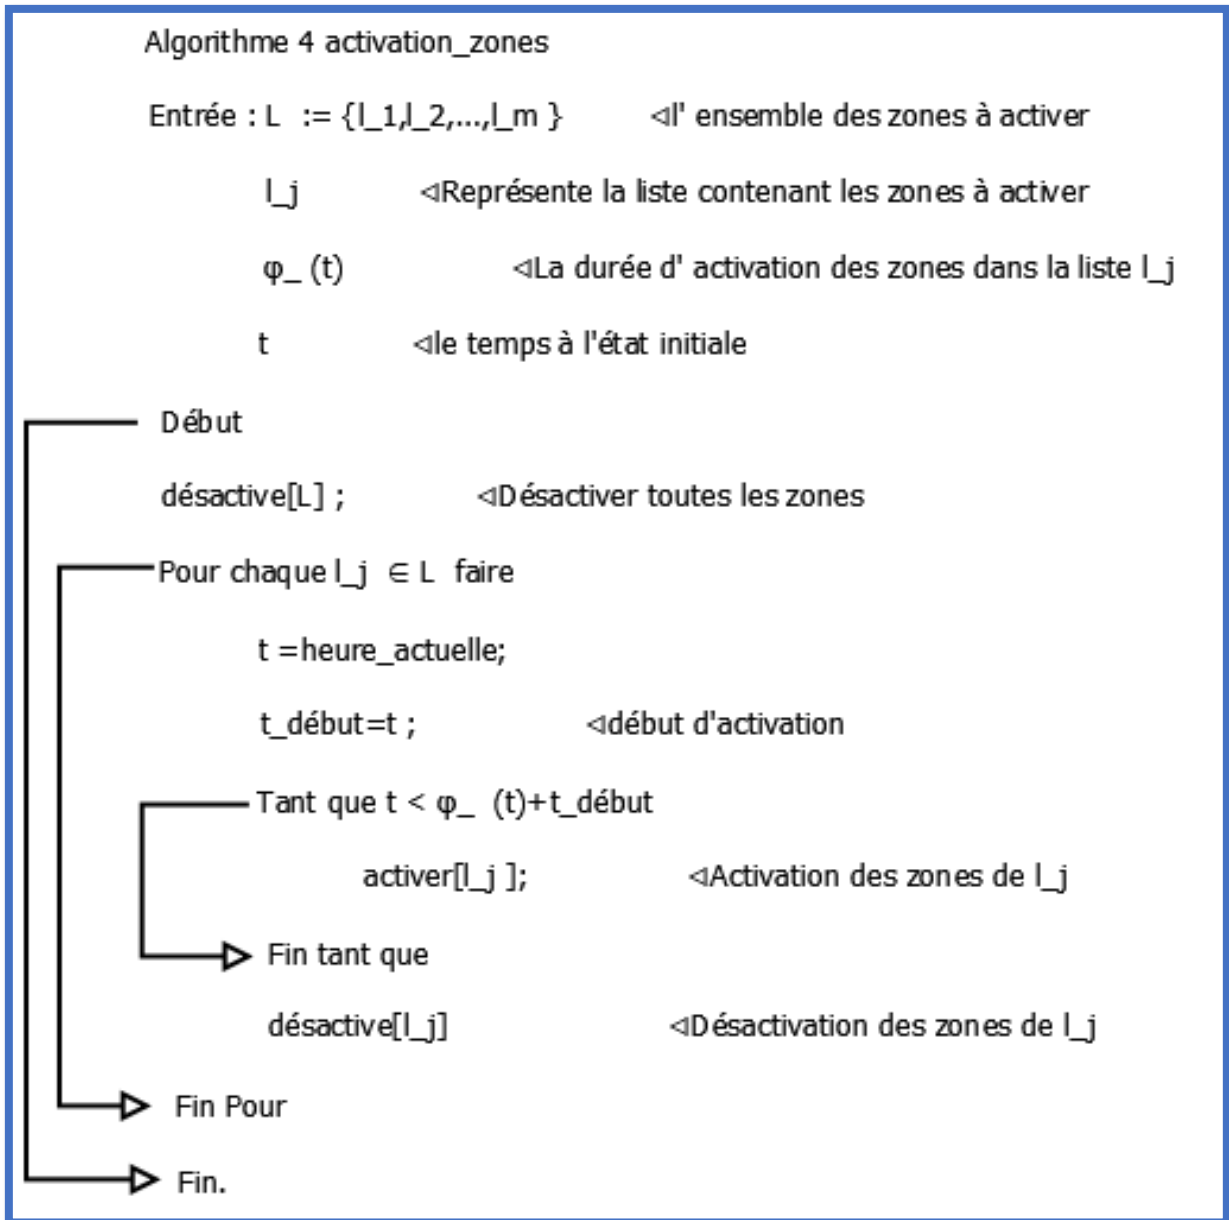 Algorithme 4 activation_zones
Entrée : L := {l_1,l_2,...,l_m } ⊲l' ensemble des zones à activer
l_j ⊲Représente la liste contenant les zones à activer
φ_ (t) ⊲La durée d' activation des zones dans la liste l_j
t ⊲le temps à l'état initiale
Début
désactive[L] ; ⊲Désactiver toutes les zones
Pour chaque l_j ∈ L faire
t =heure_actuelle;
t_début=t ; ⊲début d'activation
Tant que t < φ_ (t)+t_début
activer[l_j ]; ⊲Activation des zones de l_j
Fin tant que
désactive[l_j] ⊲Désactivation des zones de l_j
Fin Pour
Fin.